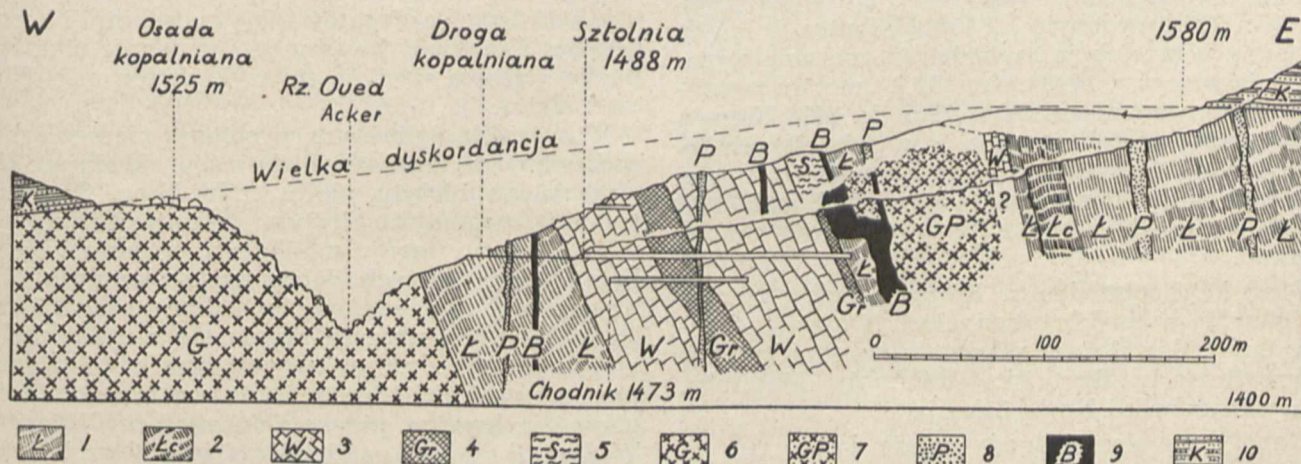 W
Osada
kopalniana
1525 m
Rz. Oued
Acker
Droga
kopalniana
Sztolnia
1488 m
1580 m
E
Wielka dyskordancja
K
K
P
B
S
B
Ł
P
W
?
G
Ł
P
B
Ł
W
Gr
W
Gr
Ł
B
GP
Ł
Łc
Ł
P
Ł
P
Ł
0 100 200 m
Chodnik 1473 m
1400 m
Ł 1 Łc 2 W 3 Gr 4 S 5 G 6 GP 7 P 8 B 9 K 10